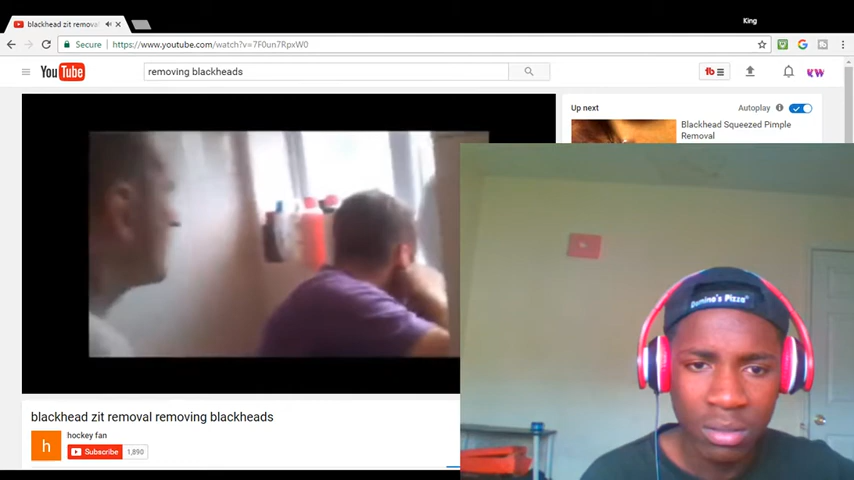 King
blackhead zit removal
Secure
https://www.youtube.com/watch?v=7F0un7RpxW0
YouTube
removing blackheads
Up next
Autoplay
Blackhead Squeezed Pimple
Removal
Domino's Pizza
blackhead zit removal removing blackheads
h
hockey fan
Subscribe
1,890